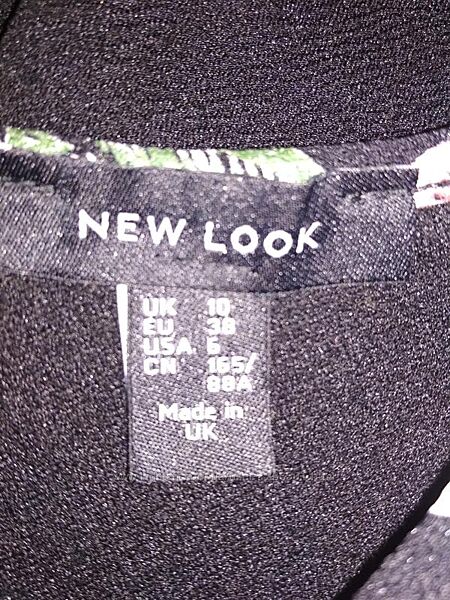 NEW LOOK
UK 10
EU 38
USA 6
CN 165/
88A
Made in
UK